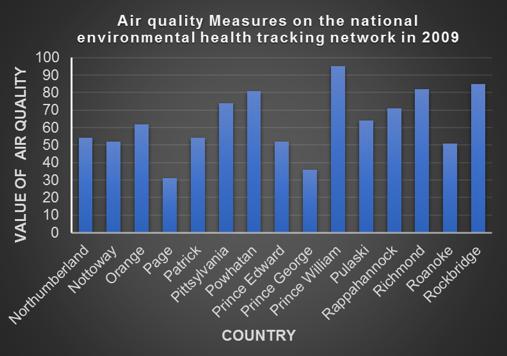 Air quality Measures on the national
environmental health tracking network in 2009
VALUE OF AIR QUALITY
100
90
80
70
60
50
40
30
20
10
0
Northumberland
Nottoway
Orange
Page
Patrick
Pittsylvania
Powhatan
Prince Edward
Prince George
Prince William
Pulaski
Rappahannock
Richmond
Roanoke
Rockbridge
COUNTRY